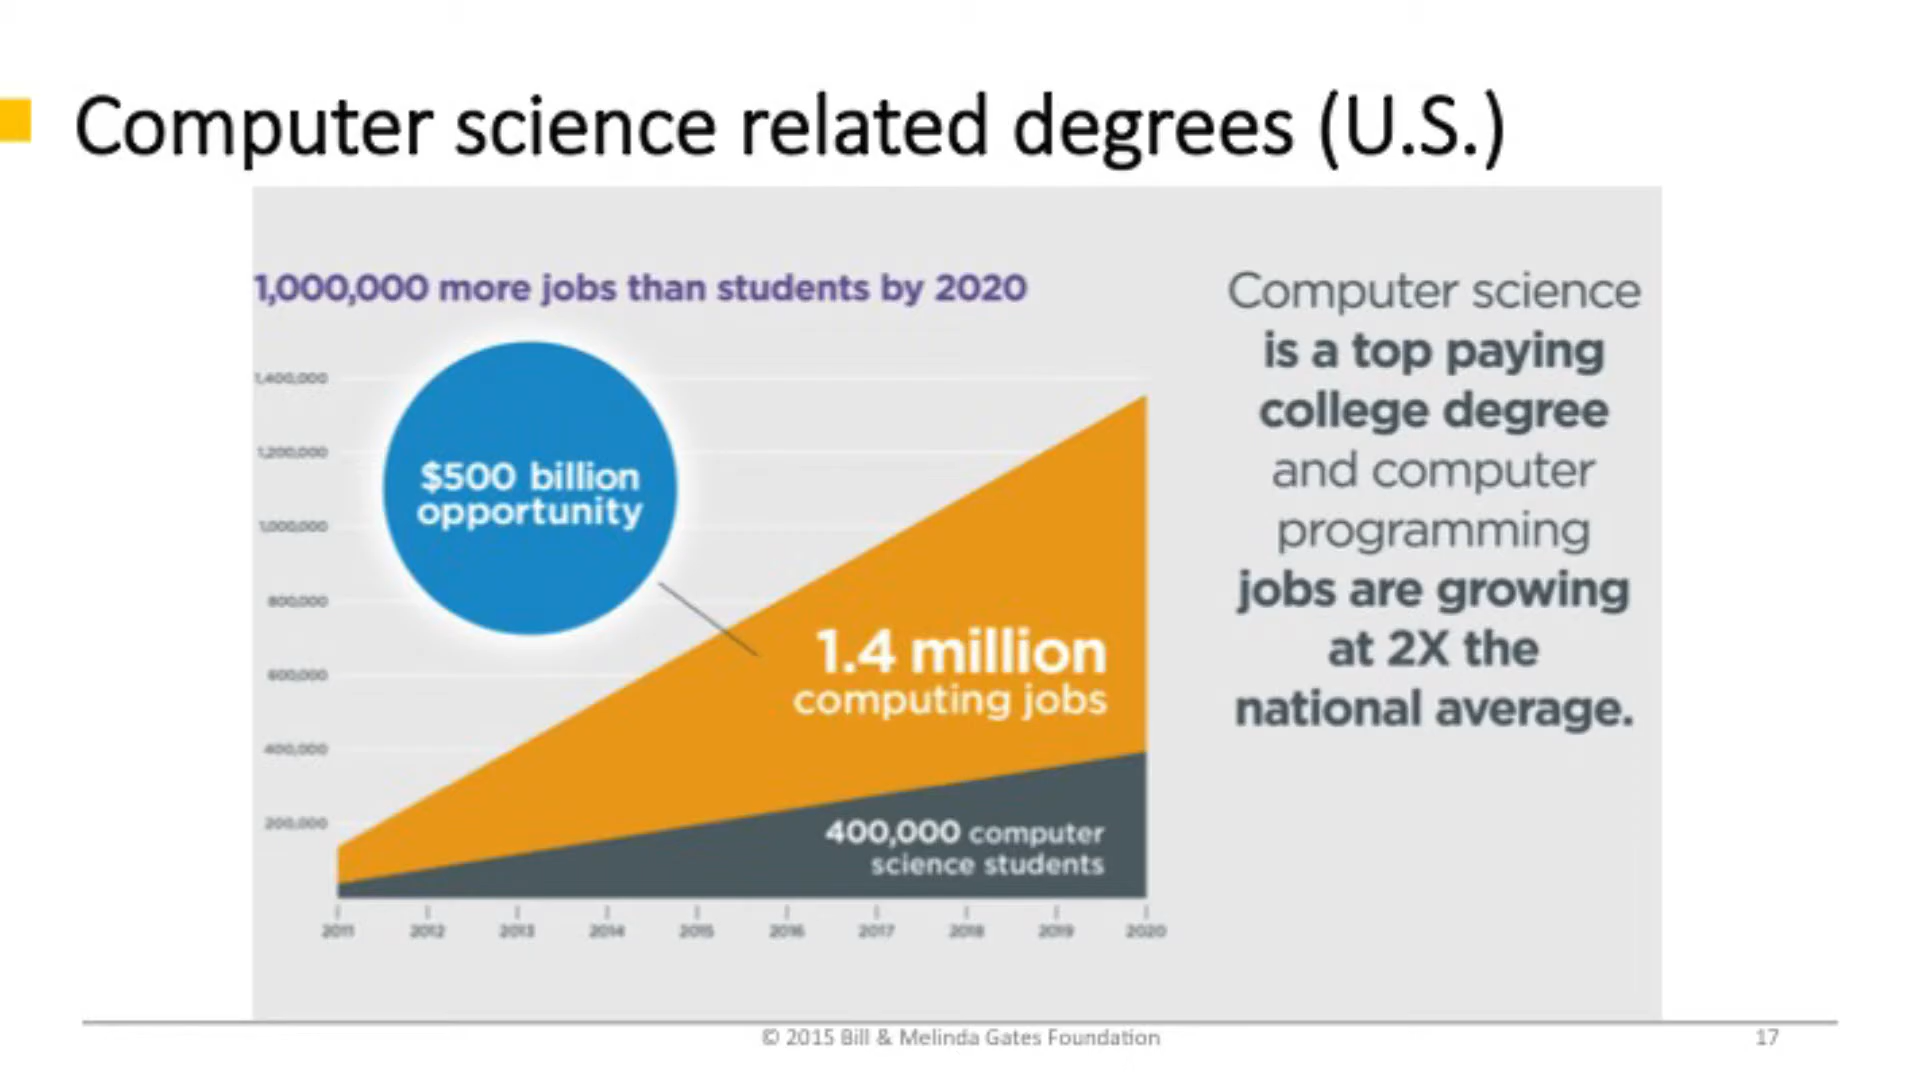 Computer science related degrees (U.S.)
1,000,000 more jobs than students by 2020
1,400,000
1,200,000
1,000,000
800,000
600,000
400,000
200,000
$500 billion
opportunity
1.4 million
computing jobs
400,000 computer
science students
2011 2012 2013 2014 2015 2016 2017 2018 2019 2020
Computer science
is a top paying
college degree
and computer
programming
jobs are growing
at 2X the
national average.
© 2015 Bill & Melinda Gates Foundation
17